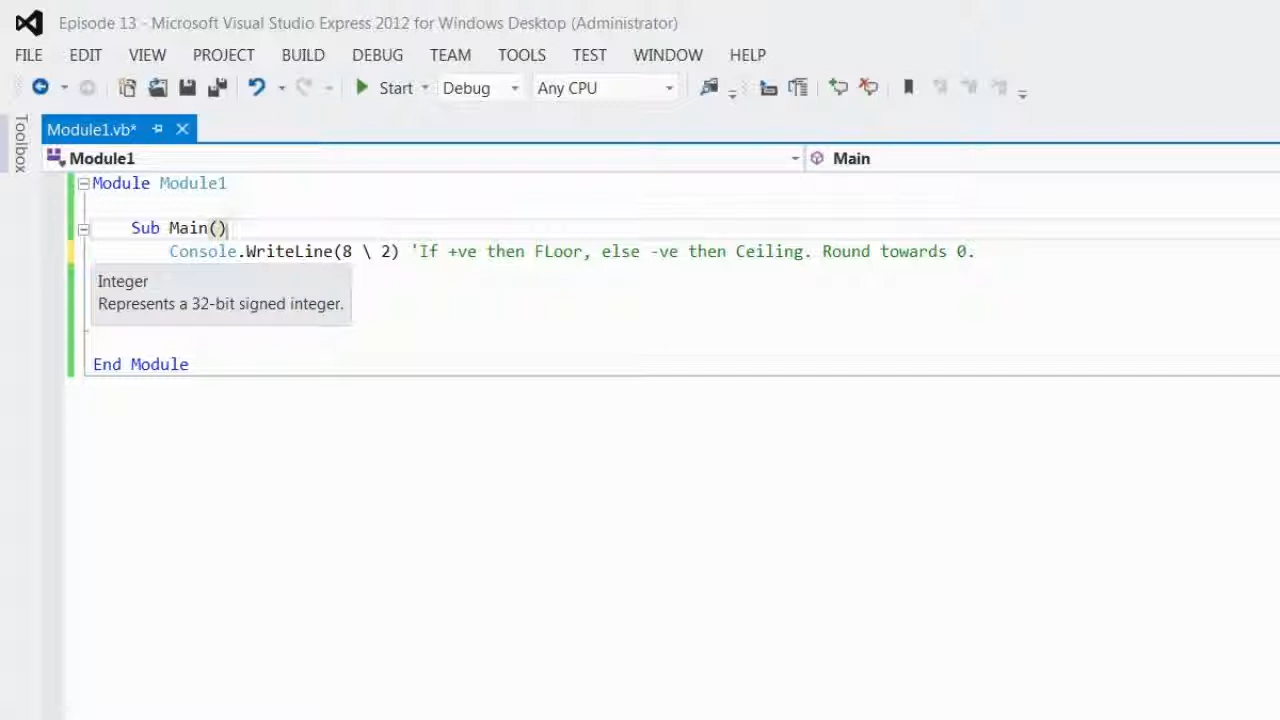 Episode 13 - Microsoft Visual Studio Express 2012 for Windows Desktop (Administrator)
FILE EDIT VIEW PROJECT BUILD DEBUG TEAM TOOLS TEST WINDOW HELP
Start Debug Any CPU
Toolbox
Module1.vb*
Module1 Main
Module Module1
Sub Main()
Console.WriteLine(8 \ 2) 'If +ve then FLoor, else -ve then Ceiling. Round towards 0.
Integer
Represents a 32-bit signed integer.
End Module